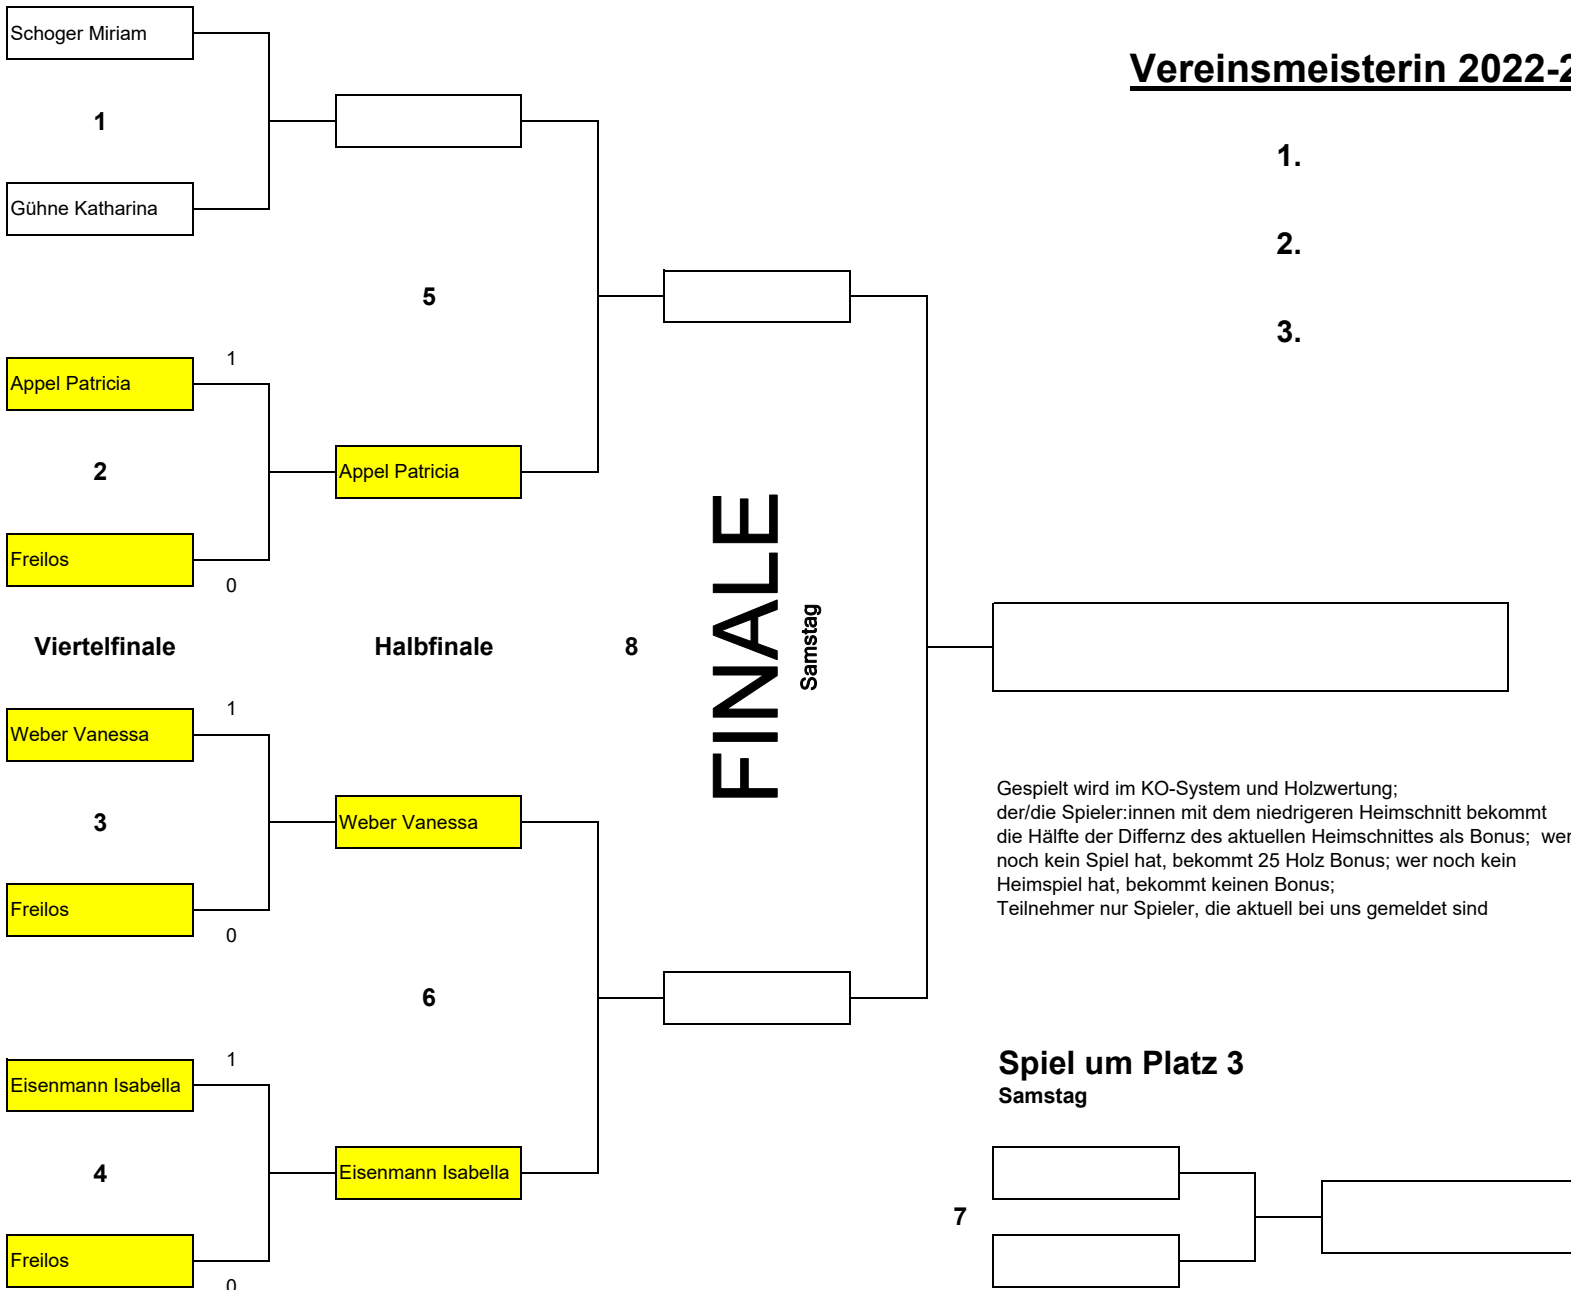 Schoger Miriam
Vereinsmeisterin 2022-2
1
1.
Gühne Katharina
2.
5
3.
1
Appel Patricia
2
Appel Patricia
Freilos
0
FINALE
Samstag
Viertelfinale
Halbfinale
8
1
Weber Vanessa
3
Weber Vanessa
Gespielt wird im KO-System und Holzwertung;
der/die Spieler:innen mit dem niedrigeren Heimschnitt bekommt
die Hälfte der Differnz des aktuellen Heimschnittes als Bonus;  wer
noch kein Spiel hat, bekommt 25 Holz Bonus; wer noch kein
Heimspiel hat, bekommt keinen Bonus;
Teilnehmer nur Spieler, die aktuell bei uns gemeldet sind
Freilos
0
6
Spiel um Platz 3
Samstag
1
Eisenmann Isabella
4
Eisenmann Isabella
7
Freilos
0